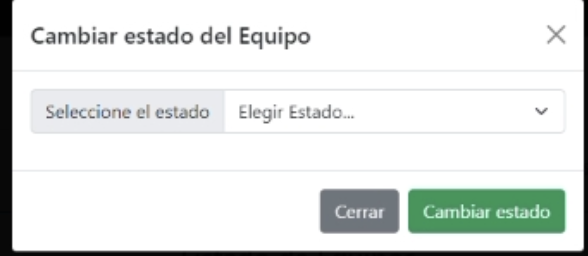 Cambiar estado del Equipo
Seleccione el estado Elegir Estado...
Cerrar Cambiar estado